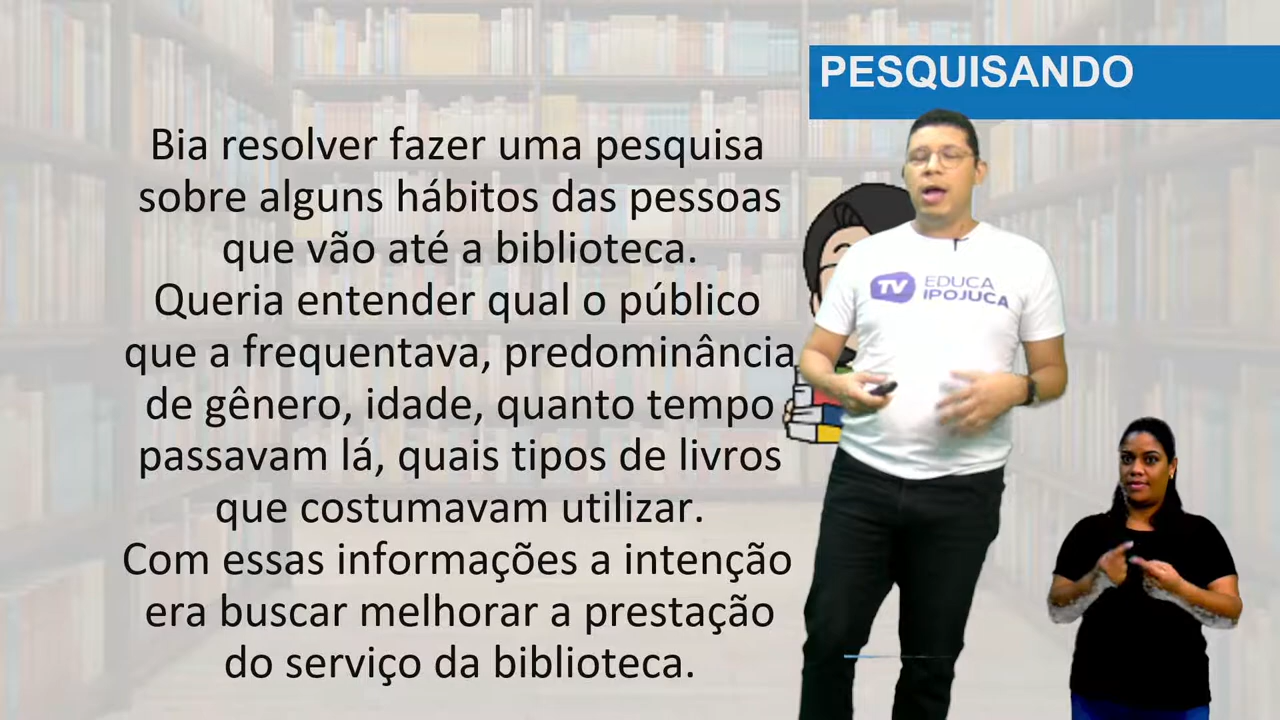 PESQUISANDO
Bia resolver fazer uma pesquisa
sobre alguns hábitos das pessoas
que vão até a biblioteca.
Queria entender qual o público
que a frequentava, predominância
de gênero, idade, quanto tempo
passavam lá, quais tipos de livros
que costumavam utilizar.
Com essas informações a intenção
era buscar melhorar a prestação
do serviço da biblioteca.
TV EDUCA
IPOJUCA